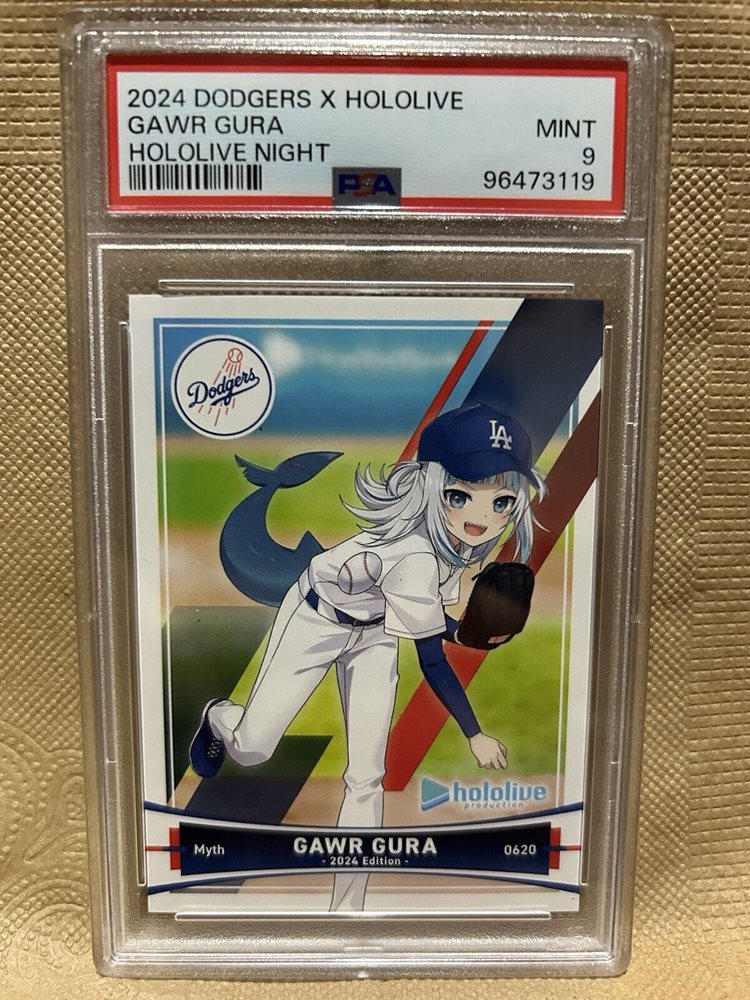 2024 DODGERS X HOLOLIVE
GAWR GURA
MINT
HOLOLIVE NIGHT
9
PSA
96473119
Dodgers
LA
hololive
production
Myth
GAWR GURA
0620
- 2024 Edition -